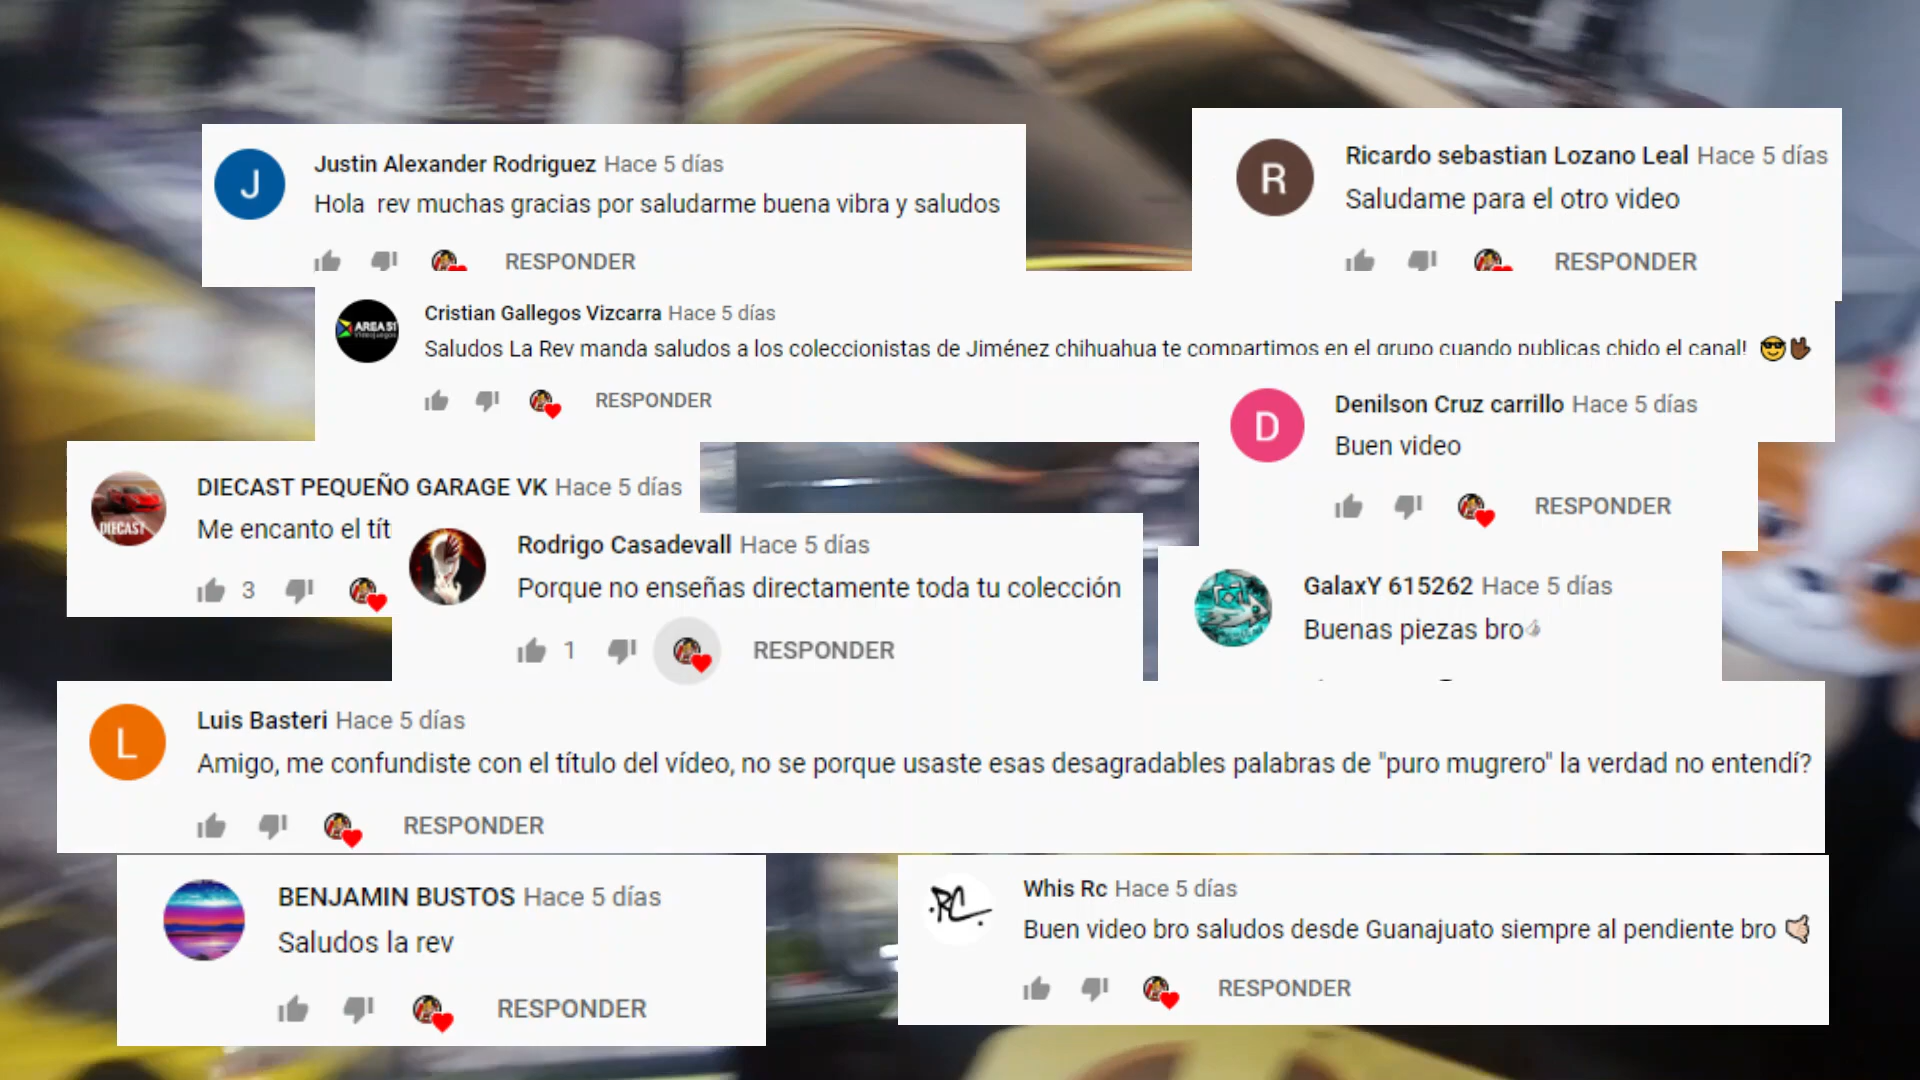 Justin Alexander Rodriguez Hace 5 días
Hola rev muchas gracias por saludarme buena vibra y saludos
RESPONDER
Ricardo sebastian Lozano Leal Hace 5 días
Saludame para el otro video
RESPONDER
AREA 51
Videojuegos
Cristian Gallegos Vizcarra Hace 5 días
Saludos La Rev manda saludos a los coleccionistas de Jiménez chihuahua te compartimos en el grupo cuando publicas chido el canal! 😎🤘🏿
RESPONDER
Denilson Cruz carrillo Hace 5 días
Buen video
RESPONDER
DIECAST
DIECAST PEQUEÑO GARAGE VK Hace 5 días
Me encanto el tít
3
Rodrigo Casadevall Hace 5 días
Porque no enseñas directamente toda tu colección
1 RESPONDER
GalaxY 615262 Hace 5 días
Buenas piezas bro👍
Luis Basteri Hace 5 días
Amigo, me confundiste con el título del vídeo, no se porque usaste esas desagradables palabras de "puro mugrero" la verdad no entendí?
RESPONDER
BENJAMIN BUSTOS Hace 5 días
Saludos la rev
RESPONDER
RC
Whis Rc Hace 5 días
Buen video bro saludos desde Guanajuato siempre al pendiente bro 🤙🏻
RESPONDER
J
R
D
L